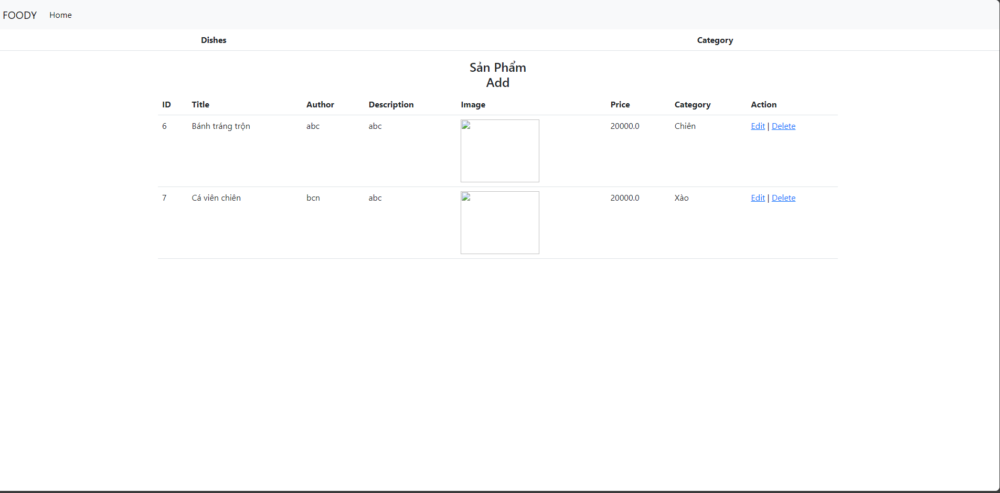 FOODY Home
Dishes Category
Sản Phẩm
Add
ID Title Author Description Image Price Category Action
6 Bánh tráng trộn abc abc 20000.0 Chiên Edit | Delete
7 Cá viên chiên bcn abc 20000.0 Xào Edit | Delete